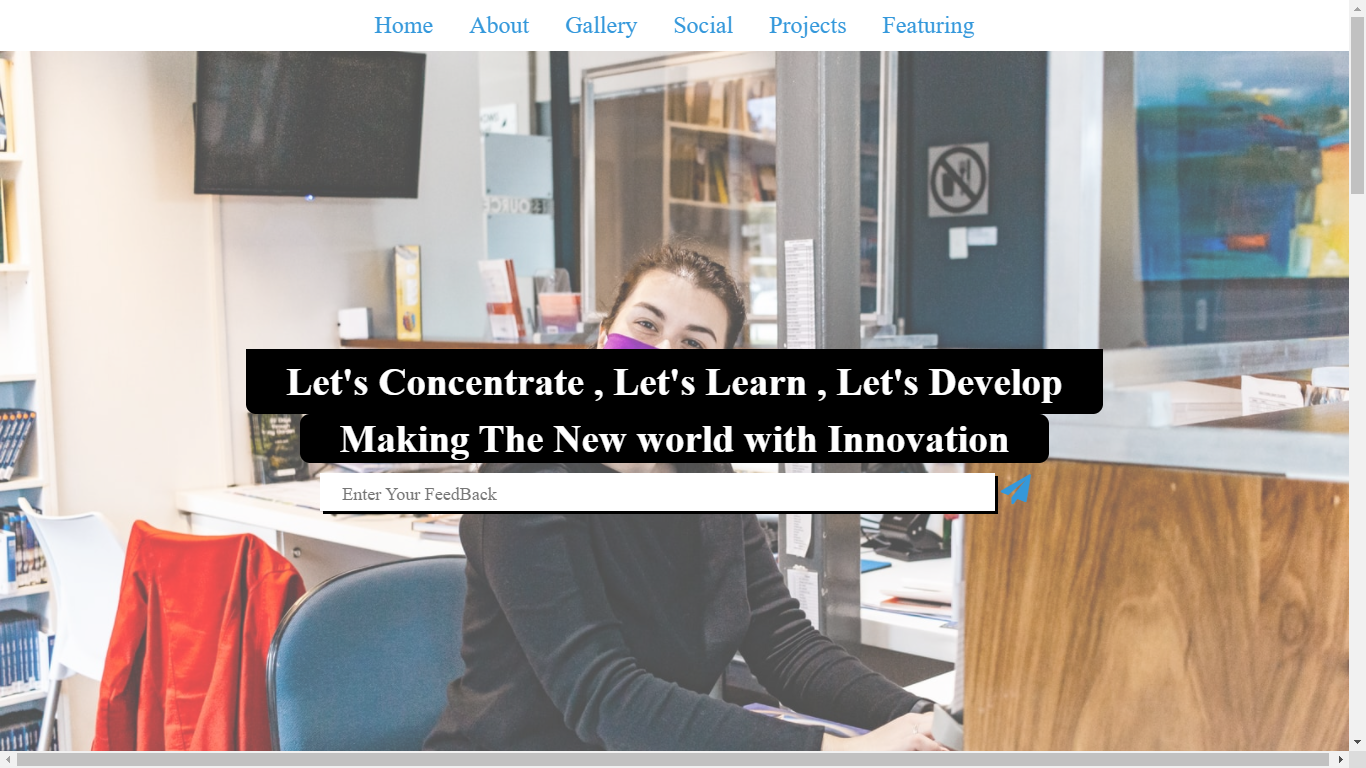 Home About Gallery Social Projects Featuring
Let's Concentrate , Let's Learn , Let's Develop
Making The New world with Innovation
Enter Your FeedBack